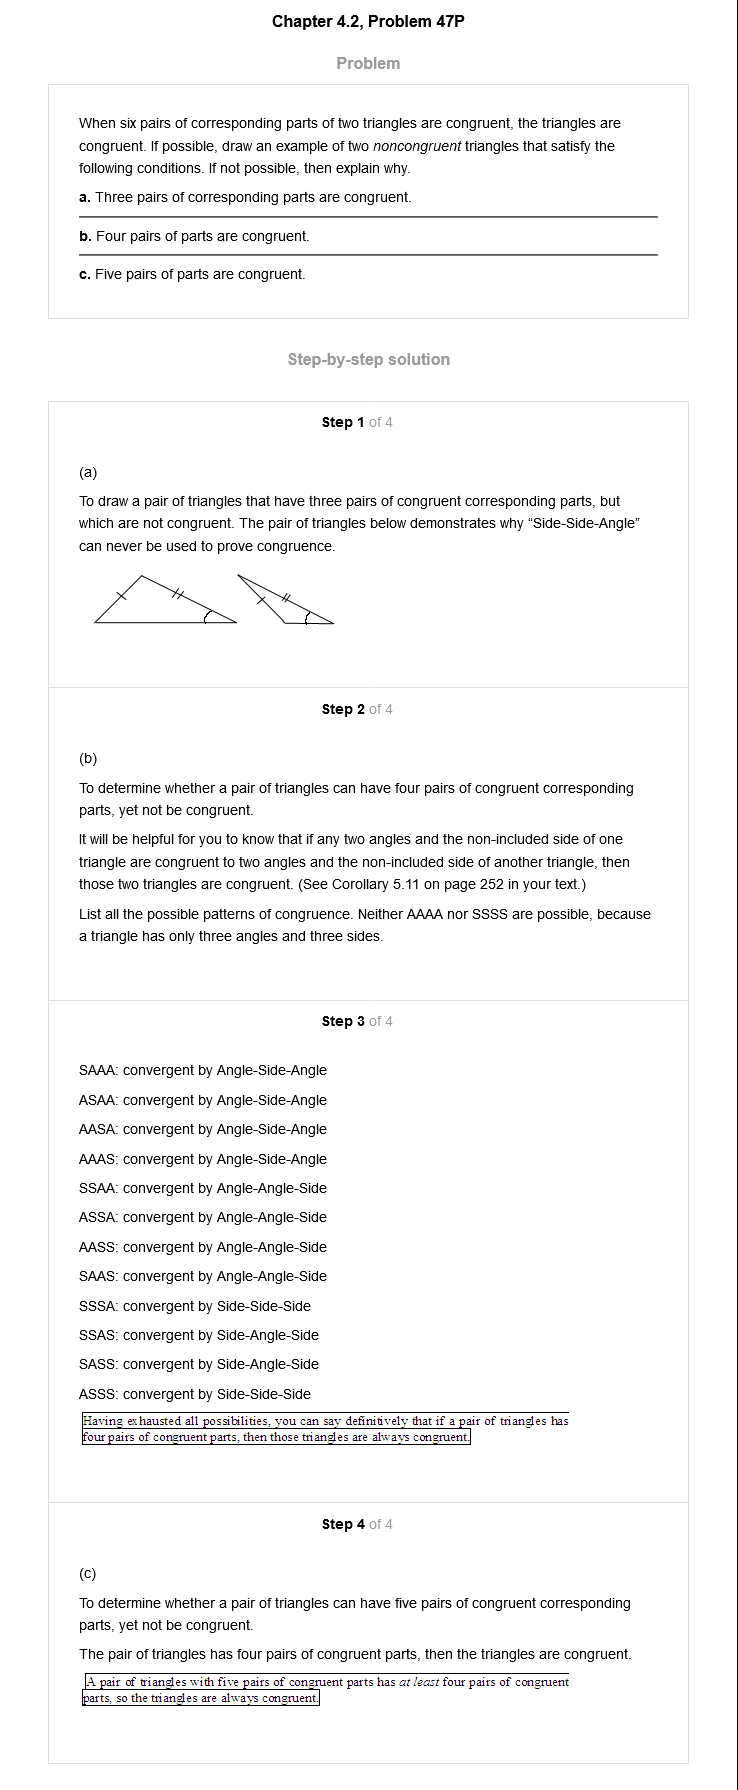 Chapter 4.2, Problem 47P
Problem
When six pairs of corresponding parts of two triangles are congruent, the triangles are
congruent. If possible, draw an example of two noncongruent triangles that satisfy the
following conditions. If not possible, then explain why.
a. Three pairs of corresponding parts are congruent.
b. Four pairs of parts are congruent.
c. Five pairs of parts are congruent.
Step-by-step solution
Step 1 of 4
(a)
To draw a pair of triangles that have three pairs of congruent corresponding parts, but
which are not congruent. The pair of triangles below demonstrates why “Side-Side-Angle”
can never be used to prove congruence.
Step 2 of 4
(b)
To determine whether a pair of triangles can have four pairs of congruent corresponding
parts, yet not be congruent.
It will be helpful for you to know that if any two angles and the non-included side of one
triangle are congruent to two angles and the non-included side of another triangle, then
those two triangles are congruent. (See Corollary 5.11 on page 252 in your text.)
List all the possible patterns of congruence. Neither AAAA nor SSSS are possible, because
a triangle has only three angles and three sides.
Step 3 of 4
SAAA: convergent by Angle-Side-Angle
ASAA: convergent by Angle-Side-Angle
AASA: convergent by Angle-Side-Angle
AAAS: convergent by Angle-Side-Angle
SSAA: convergent by Angle-Angle-Side
ASSA: convergent by Angle-Angle-Side
AASS: convergent by Angle-Angle-Side
SAAS: convergent by Angle-Angle-Side
SSSA: convergent by Side-Side-Side
SSAS: convergent by Side-Angle-Side
SASS: convergent by Side-Angle-Side
ASSS: convergent by Side-Side-Side
Having exhausted all possibilities, you can say definitively that if a pair of triangles has
four pairs of congruent parts, then those triangles are always congruent.
Step 4 of 4
(c)
To determine whether a pair of triangles can have five pairs of congruent corresponding
parts, yet not be congruent.
The pair of triangles has four pairs of congruent parts, then the triangles are congruent.
A pair of triangles with five pairs of congruent parts has at least four pairs of congruent
parts, so the triangles are always congruent.